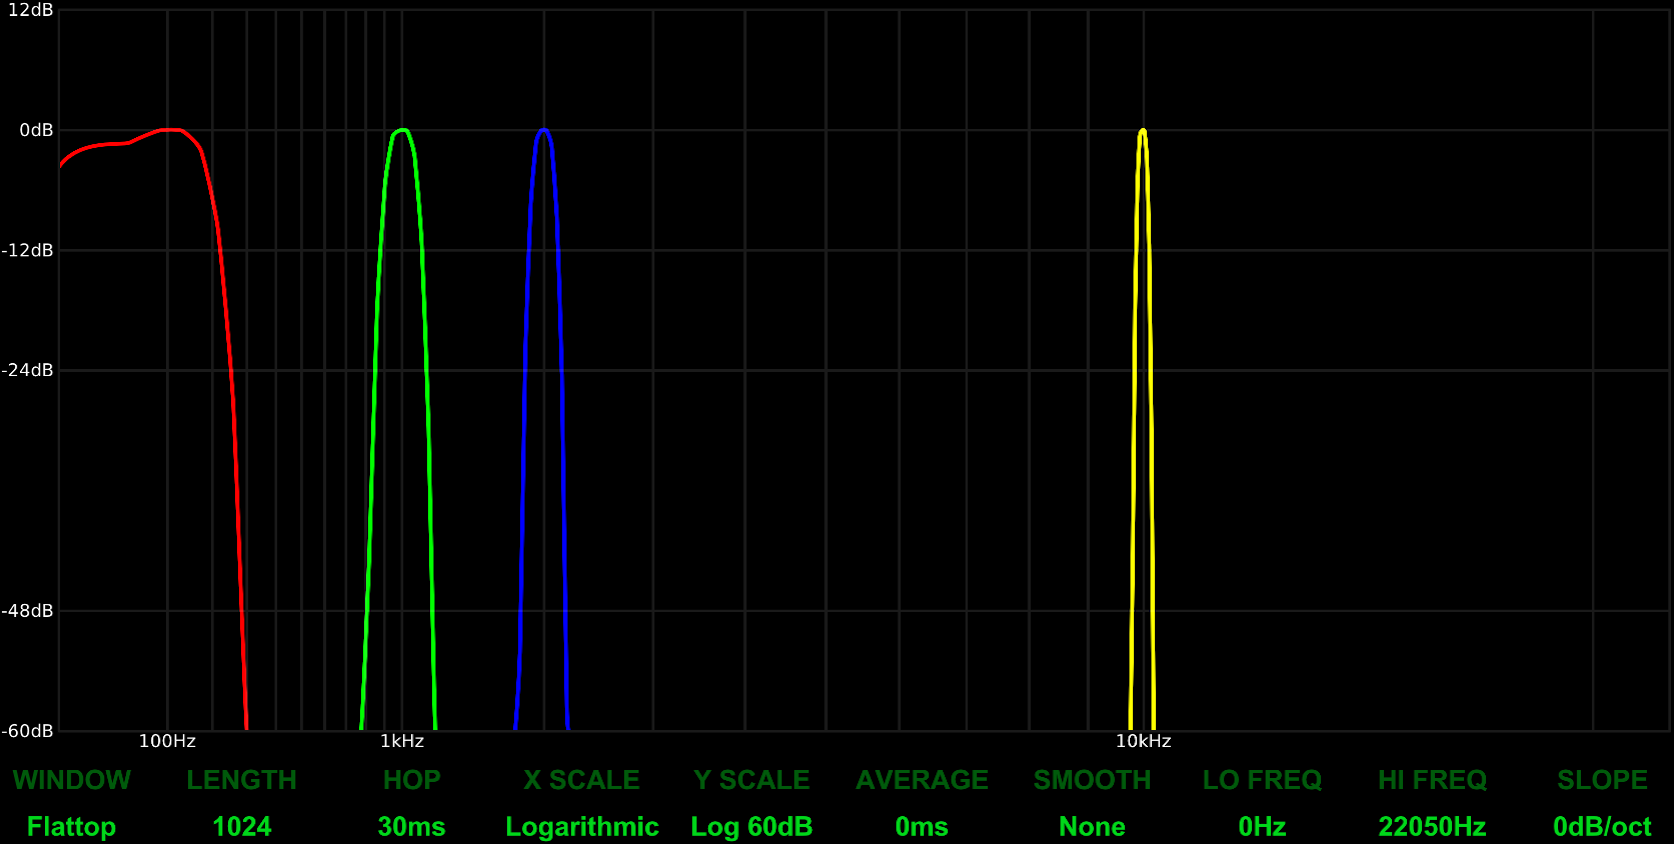 12dB
0dB
-12dB
-24dB
-48dB
-60dB
100Hz 1kHz 10kHz
WINDOW LENGTH HOP X SCALE Y SCALE AVERAGE SMOOTH LO FREQ HI FREQ SLOPE
Flattop 1024 30ms Logarithmic Log 60dB 0ms None 0Hz 22050Hz 0dB/oct